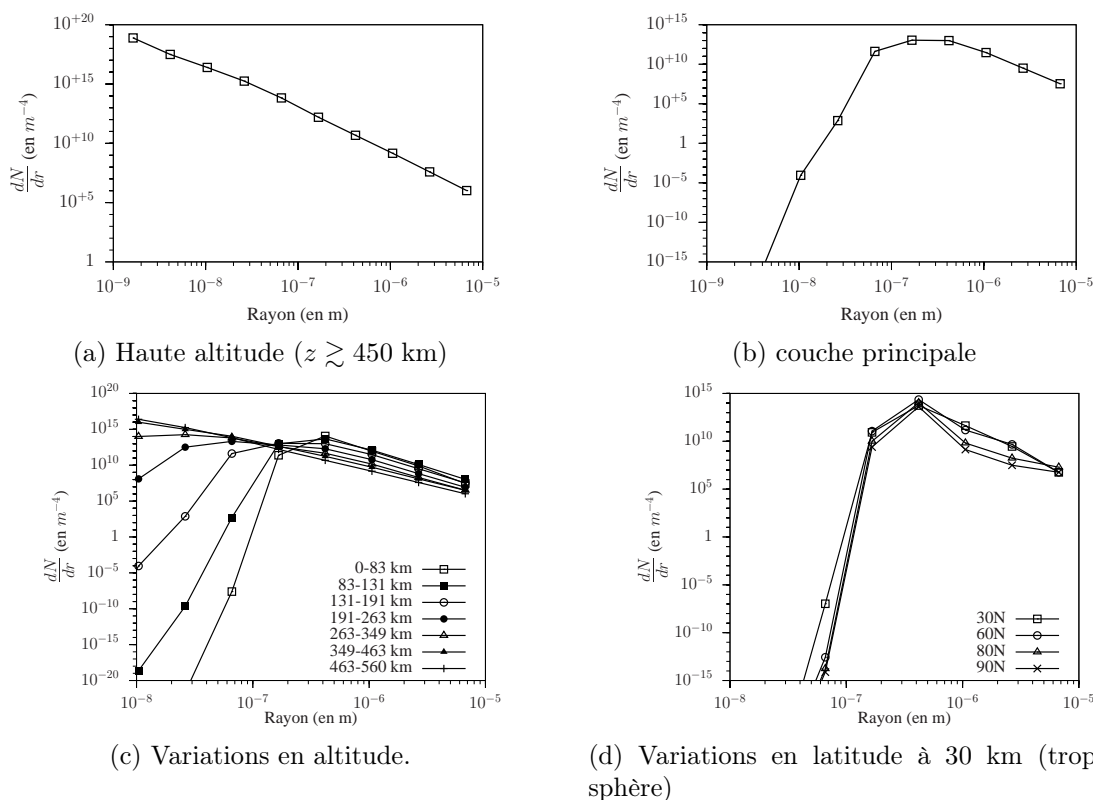 10^{+20}
10^{+15}
10^{+10}
10^{+5}
1
dN/dr (en m^{−4})
10^{−9} 10^{−8} 10^{−7} 10^{−6} 10^{−5}
Rayon (en m)
(a) Haute altitude (z ≳ 450 km)
10^{+15}
10^{+10}
10^{+5}
1
10^{−5}
10^{−10}
10^{−15}
dN/dr (en m^{−4})
10^{−9} 10^{−8} 10^{−7} 10^{−6} 10^{−5}
Rayon (en m)
(b) couche principale
10^{20}
10^{15}
10^{10}
10^{5}
1
10^{−5}
10^{−10}
10^{−15}
10^{−20}
dN/dr (en m^{−4})
0-83 km
83-131 km
131-191 km
191-263 km
263-349 km
349-463 km
463-560 km
10^{−8} 10^{−7} 10^{−6} 10^{−5}
Rayon (en m)
(c) Variations en altitude.
10^{15}
10^{10}
10^{5}
1
10^{−5}
10^{−10}
10^{−15}
dN/dr (en m^{−4})
30N
60N
80N
90N
10^{−8} 10^{−7} 10^{−6} 10^{−5}
Rayon (en m)
(d) Variations en latitude à 30 km (trop
sphère)